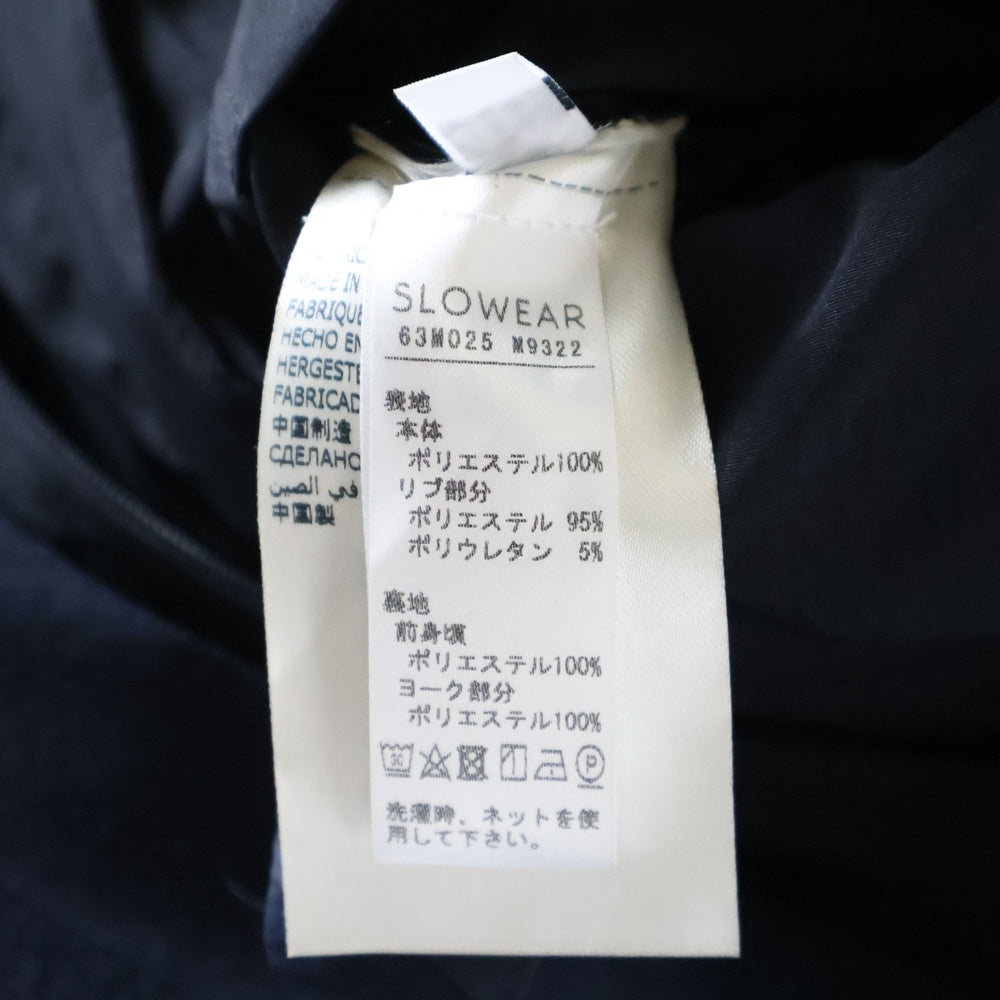 MADE IN
FABRIQUE
HECHO EN
HERGESTE
FABRICAD
中国制造
СДЕЛАНО
في الصين
中国製
SLOWEAR
63M025 M9322
表地
本体
ポリエステル100%
リブ部分
ポリエステル 95%
ポリウレタン 5%
裏地
前身頃
ポリエステル100%
ヨーク部分
ポリエステル100%
30
P
洗濯時、ネットを使
用して下さい。